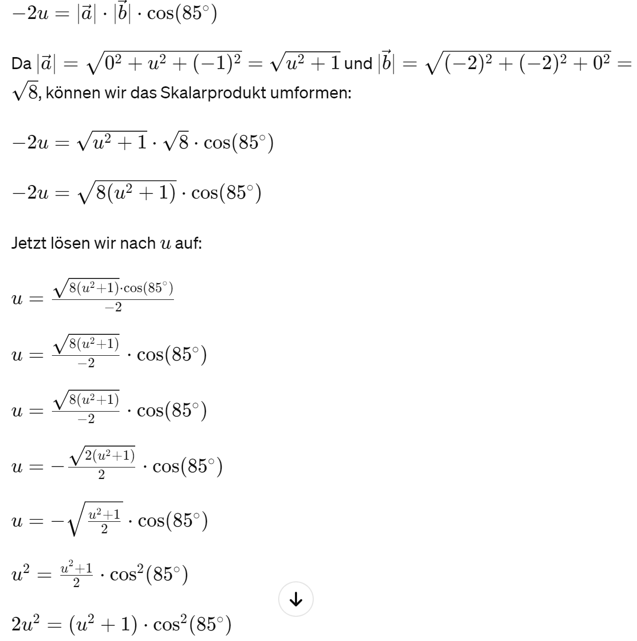 −2u = |a⃗| · |b⃗| · cos(85°)
Da |a⃗| = √(0² + u² + (−1)²) = √(u² + 1) und |b⃗| = √((−2)² + (−2)² + 0²) =
√8, können wir das Skalarprodukt umformen:
−2u = √(u² + 1) · √8 · cos(85°)
−2u = √(8(u² + 1)) · cos(85°)
Jetzt lösen wir nach u auf:
u = (√(8(u²+1))·cos(85°))/(−2)
u = √(8(u²+1))/(−2) · cos(85°)
u = √(8(u²+1))/(−2) · cos(85°)
u = −√(2(u²+1))/2 · cos(85°)
u = −√((u²+1)/2) · cos(85°)
u² = (u²+1)/2 · cos²(85°)
2u² = (u² + 1) · cos²(85°)